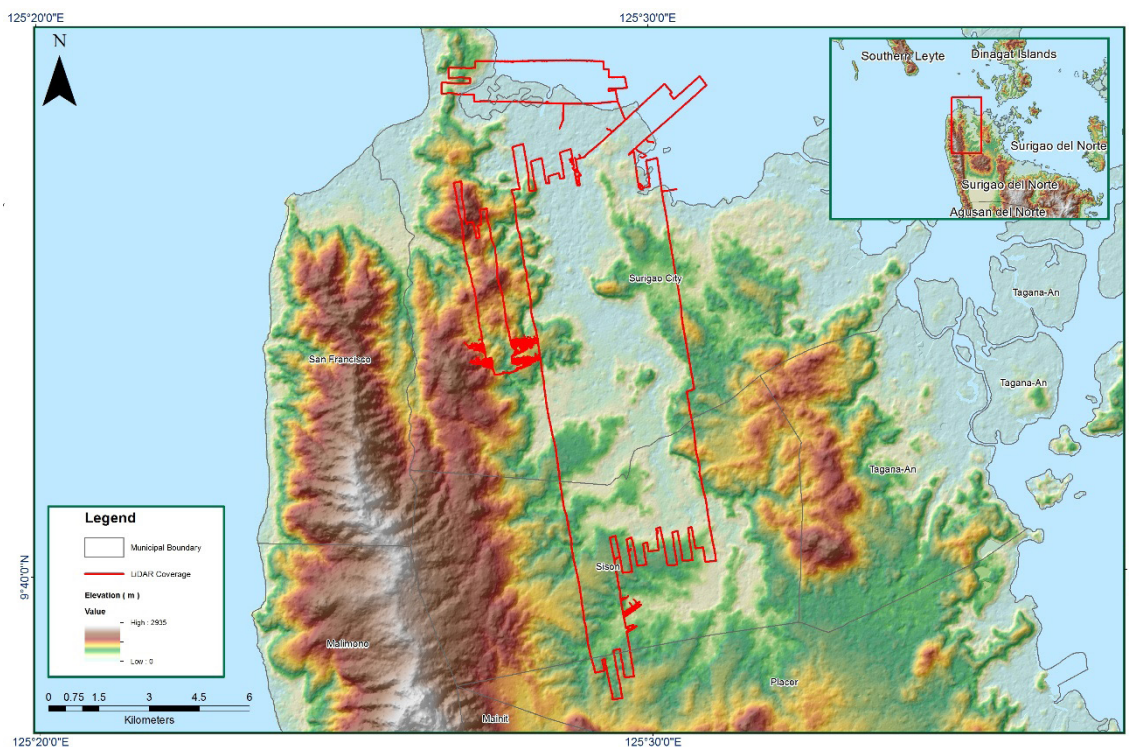 125°20'0"E
125°30'0"E
N
Southern Leyte
Dinagat Islands
Surigao del Norte
Surigao del Norte
Agusan del Norte
Surigao City
Tagana-An
San Francisco
Tagana-An
Tagana-An
9°40'0"N
Sison
Malimono
Placer
Mainit
Legend
Municipal Boundary
LiDAR Coverage
Elevation ( m )
Value
High : 2935
Low : 0
0 0.75 1.5 3 4.5 6
Kilometers
125°20'0"E
125°30'0"E